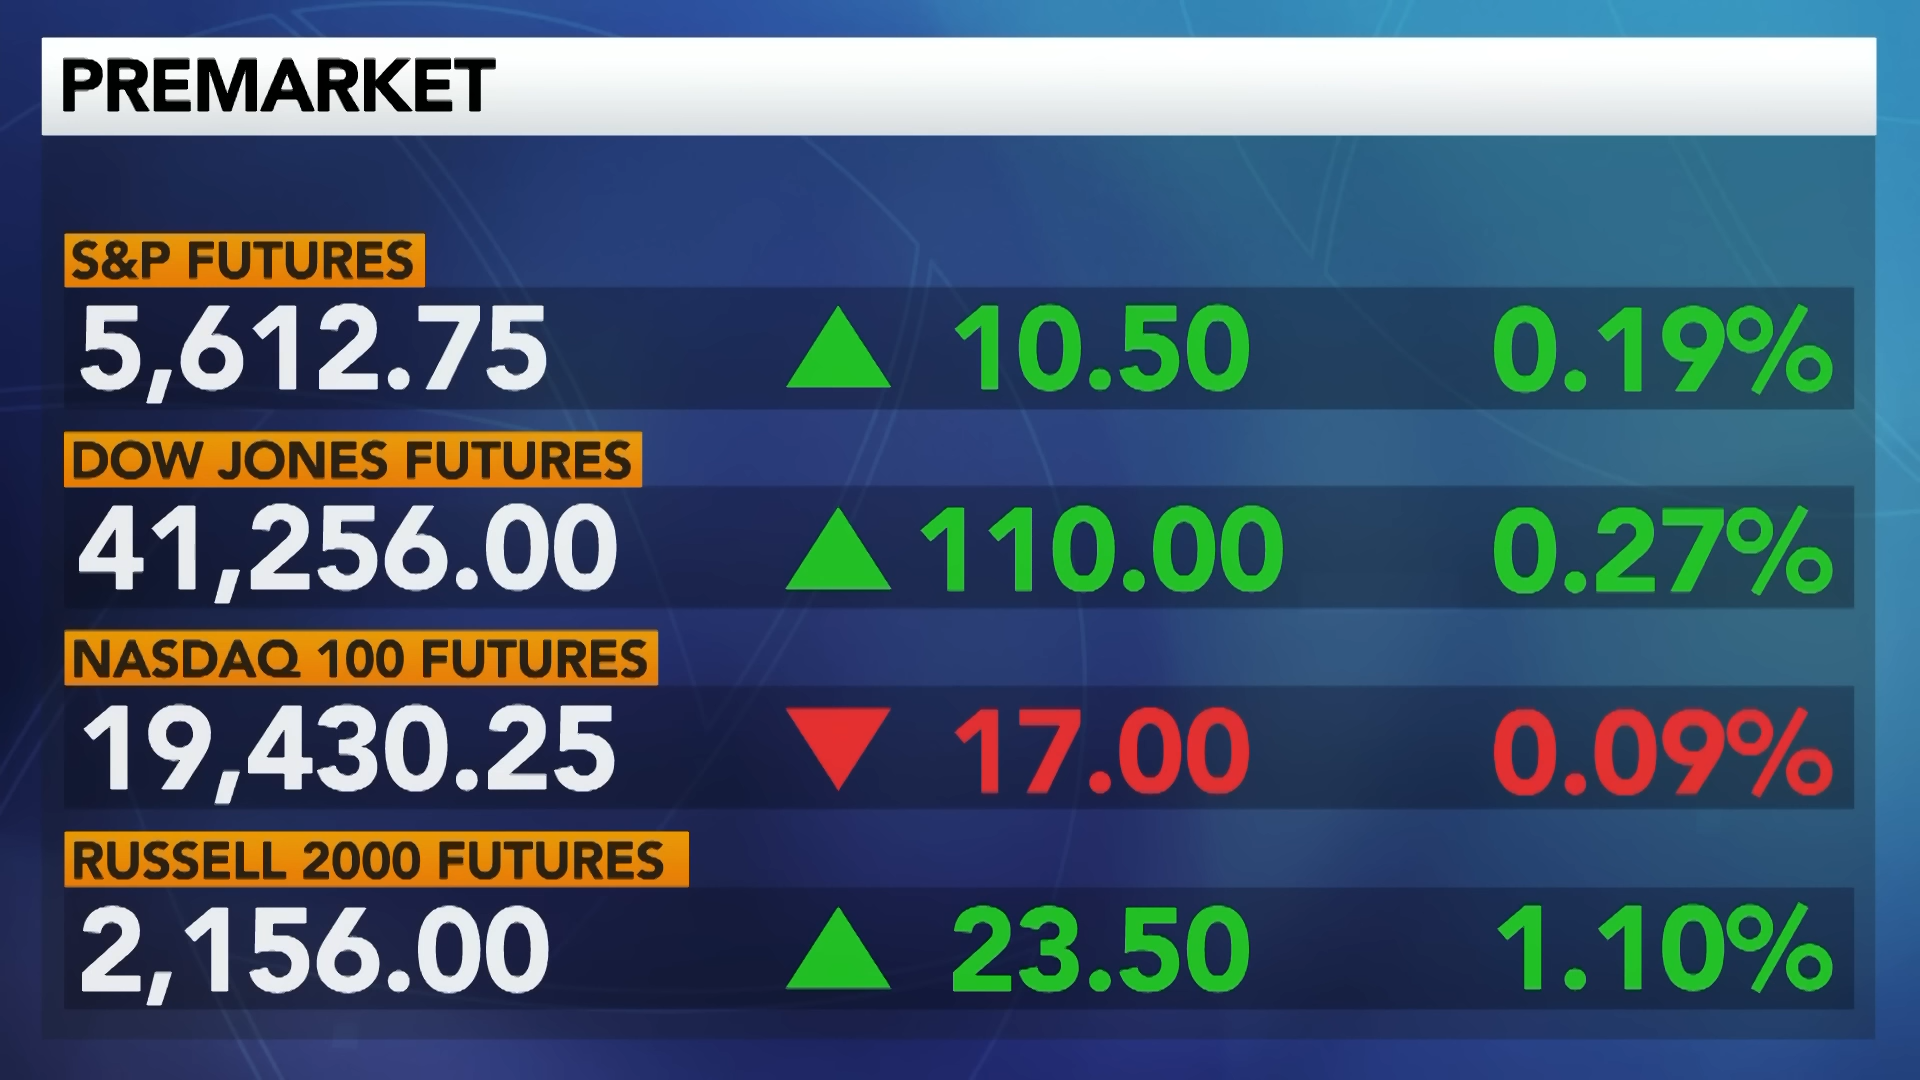 PREMARKET
S&P FUTURES
5,612.75 ▲ 10.50 0.19%
DOW JONES FUTURES
41,256.00 ▲ 110.00 0.27%
NASDAQ 100 FUTURES
19,430.25 ▼ 17.00 0.09%
RUSSELL 2000 FUTURES
2,156.00 ▲ 23.50 1.10%